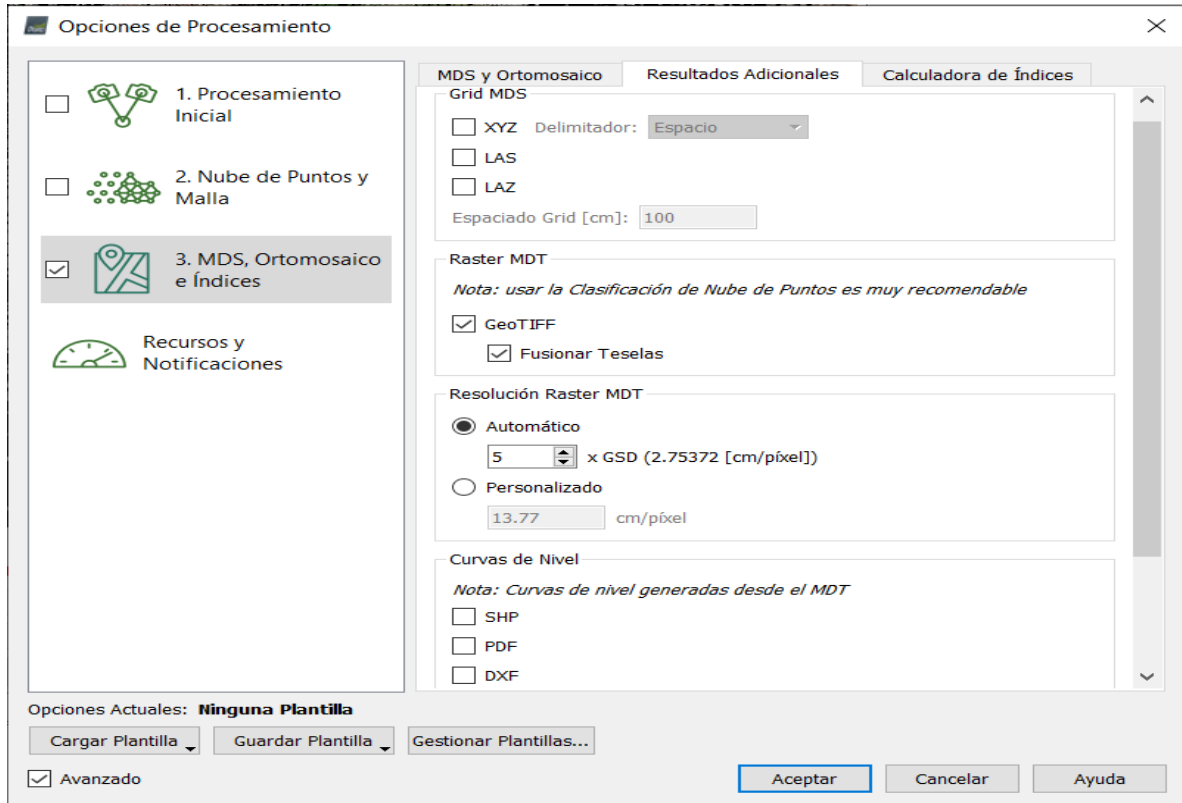 Opciones de Procesamiento
1. Procesamiento
Inicial
2. Nube de Puntos y
Malla
3. MDS, Ortomosaico
e Índices
Recursos y
Notificaciones
MDS y Ortomosaico
Resultados Adicionales
Calculadora de Índices
Grid MDS
XYZ Delimitador: Espacio
LAS
LAZ
Espaciado Grid [cm]: 100
Raster MDT
Nota: usar la Clasificación de Nube de Puntos es muy recomendable
GeoTIFF
Fusionar Teselas
Resolución Raster MDT
Automático
5 x GSD (2.75372 [cm/píxel])
Personalizado
13.77 cm/píxel
Curvas de Nivel
Nota: Curvas de nivel generadas desde el MDT
SHP
PDF
DXF
Opciones Actuales: Ninguna Plantilla
Cargar Plantilla
Guardar Plantilla
Gestionar Plantillas...
Avanzado
Aceptar
Cancelar
Ayuda